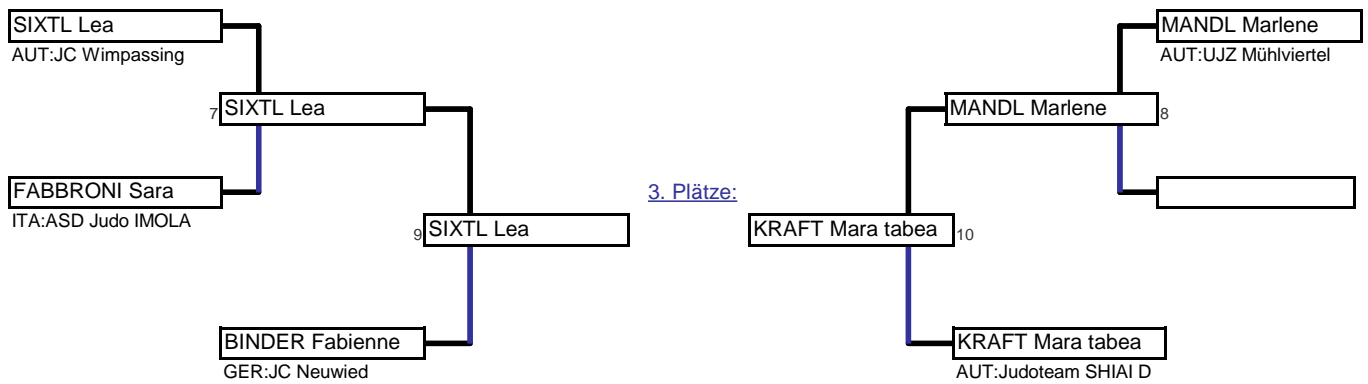 SIXTL Lea
AUT:JC Wimpassing
7 SIXTL Lea
FABBRONI Sara
ITA:ASD Judo IMOLA
9 SIXTL Lea
BINDER Fabienne
GER:JC Neuwied
3. Plätze:
MANDL Marlene
AUT:UJZ Mühlviertel
MANDL Marlene 8
KRAFT Mara tabea 10
KRAFT Mara tabea
AUT:Judoteam SHIAI D